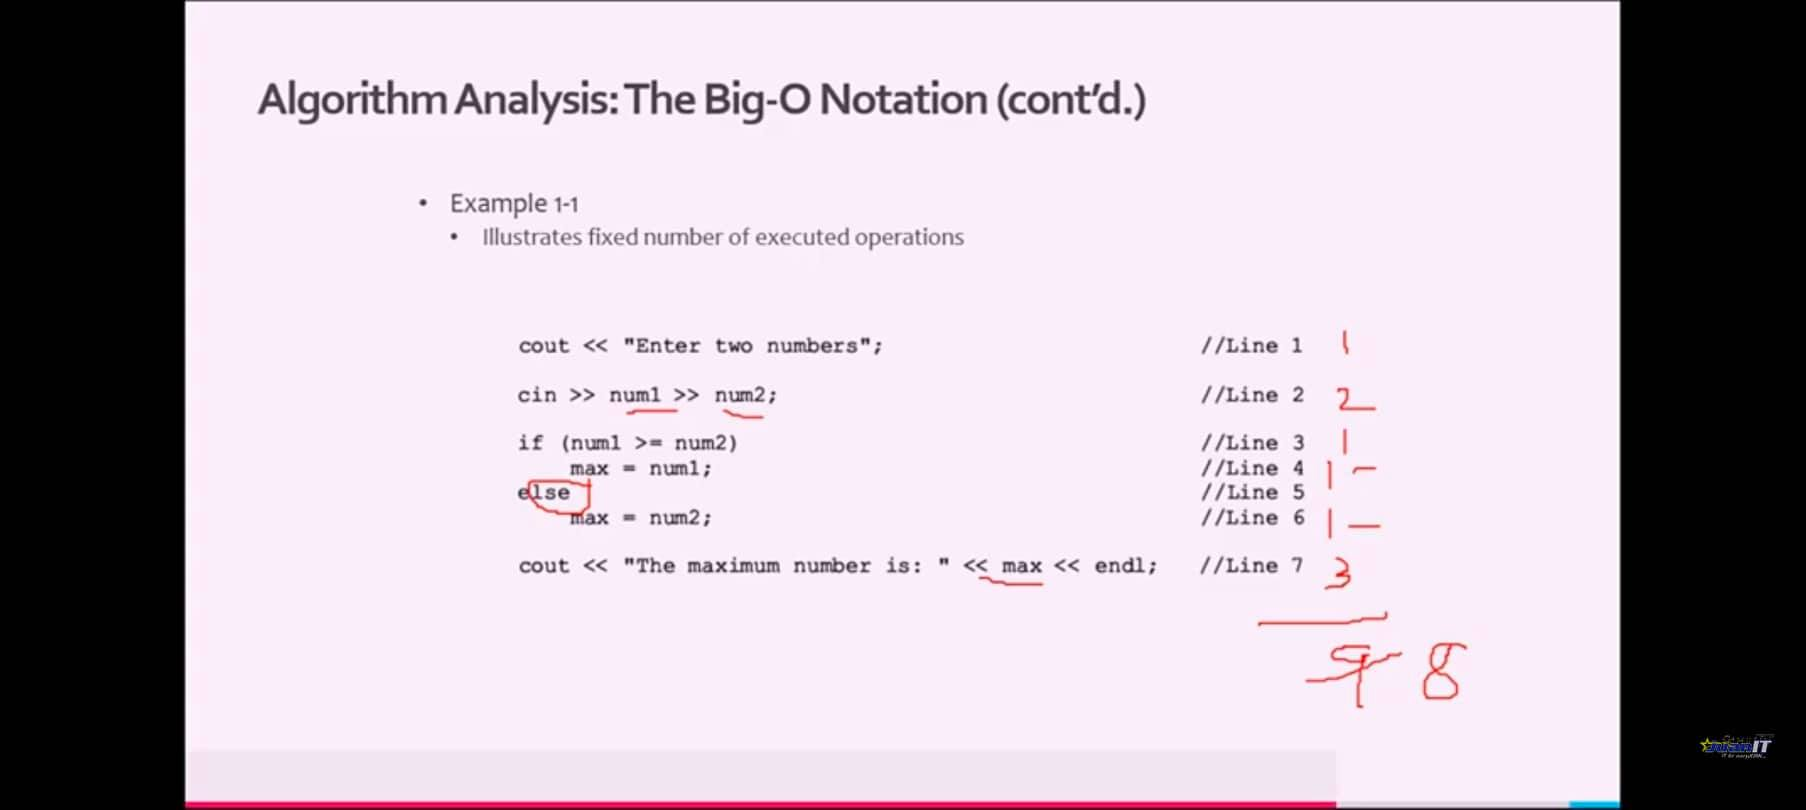 Algorithm Analysis: The Big-O Notation (cont'd.)
• Example 1-1
• Illustrates fixed number of executed operations
cout << "Enter two numbers"; //Line 1 1
cin >> num1 >> num2; //Line 2 2
if (num1 >= num2) //Line 3 1
max = num1; //Line 4 1 –
else //Line 5
max = num2; //Line 6 1 –
cout << "The maximum number is: " << max << endl; //Line 7 3
9 8
JuanIT